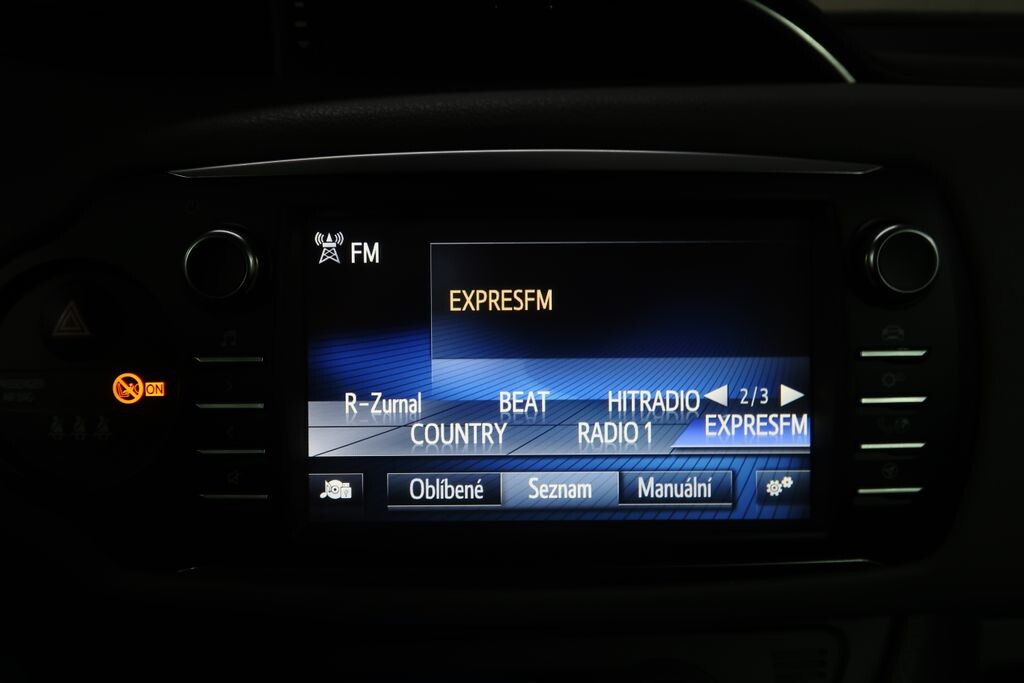 FM
EXPRESFM
R-Zurnal BEAT HITRADIO 2/3
COUNTRY RADIO 1 EXPRESFM
ON
Oblíbené Seznam Manuální